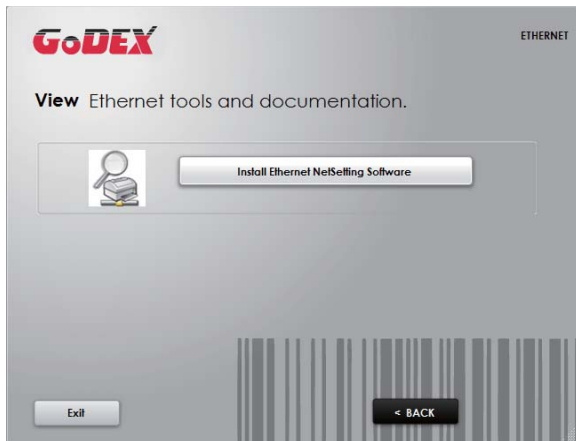 GoDEX
ETHERNET
View Ethernet tools and documentation.
Install Ethernet NetSetting Software
Exit
< BACK